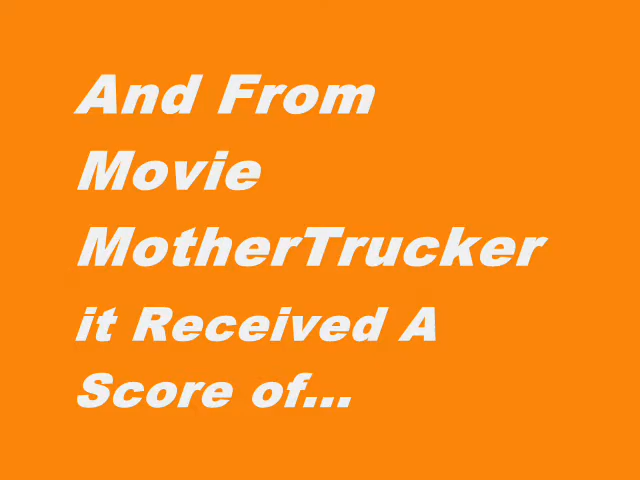 And From
Movie
MotherTrucker
it Received A
Score of...